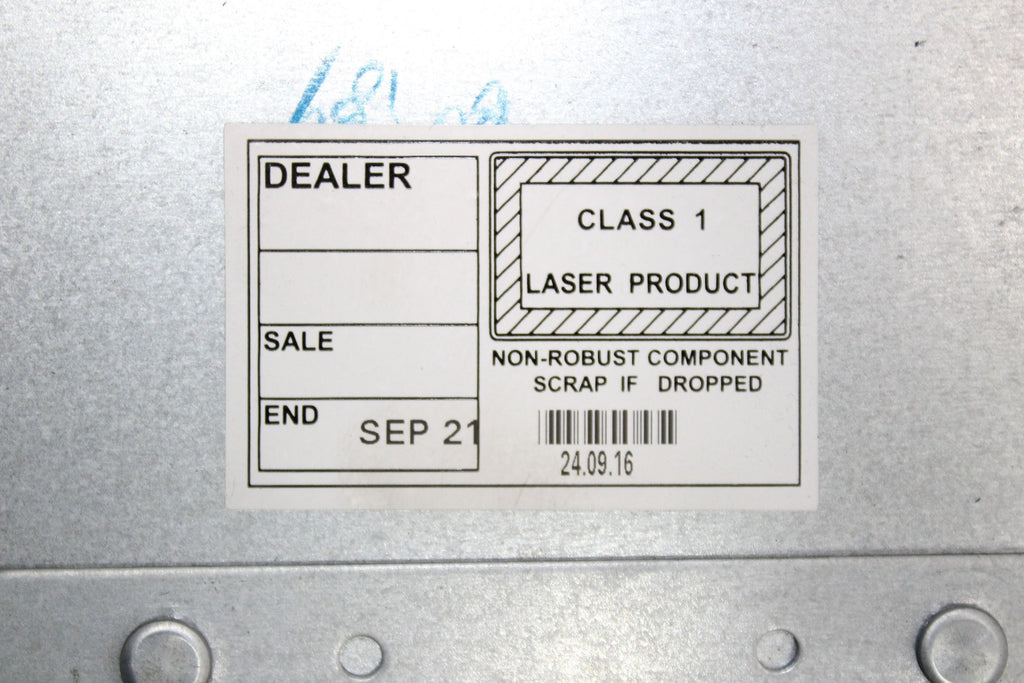 DEALER
SALE
END
SEP 21
CLASS 1
LASER PRODUCT
NON-ROBUST COMPONENT
SCRAP IF DROPPED
24.09.16